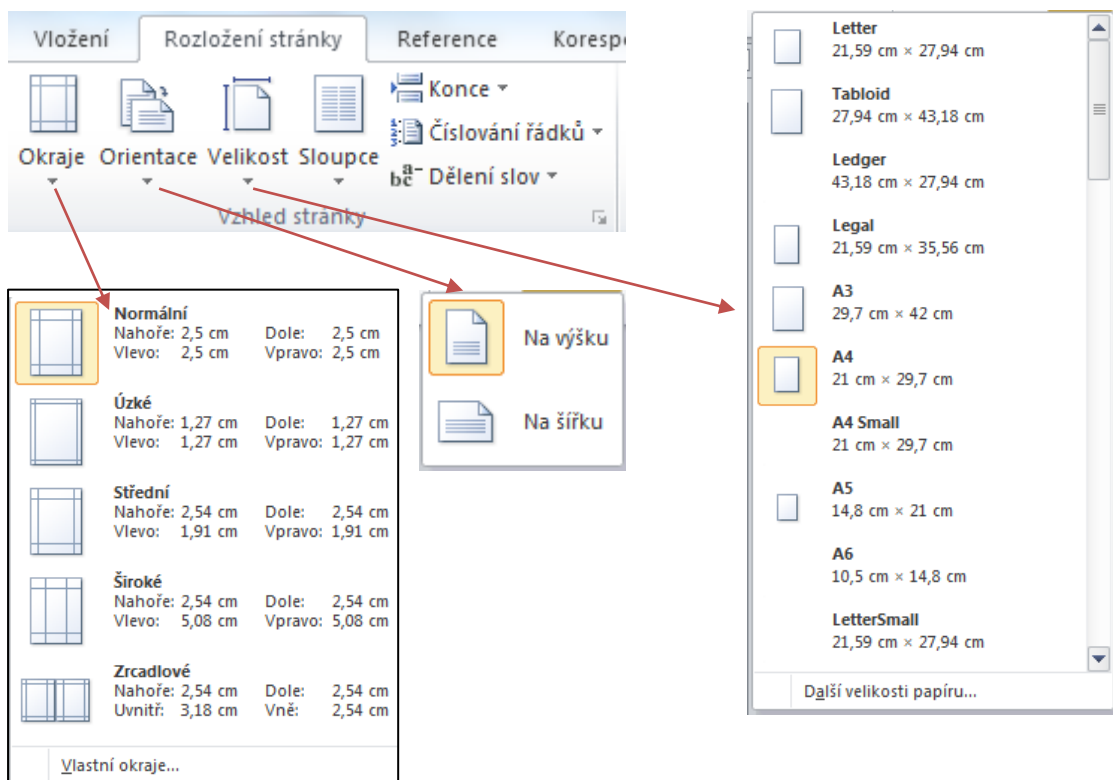 Vložení Rozložení stránky Reference
Okraje Orientace Velikost Sloupce
Konce
Číslování řádků
Dělení slov
Vzhled stránky
Normální
Nahoře: 2,5 cm Dole: 2,5 cm
Vlevo: 2,5 cm Vpravo: 2,5 cm
Úzké
Nahoře: 1,27 cm Dole: 1,27 cm
Vlevo: 1,27 cm Vpravo: 1,27 cm
Střední
Nahoře: 2,54 cm Dole: 2,54 cm
Vlevo: 1,91 cm Vpravo: 1,91 cm
Široké
Nahoře: 2,54 cm Dole: 2,54 cm
Vlevo: 5,08 cm Vpravo: 5,08 cm
Zrcadlové
Nahoře: 2,54 cm Dole: 2,54 cm
Uvnitř: 3,18 cm Vně: 2,54 cm
Vlastní okraje...
Na výšku
Na šířku
Letter
21,59 cm × 27,94 cm
Tabloid
27,94 cm × 43,18 cm
Ledger
43,18 cm × 27,94 cm
Legal
21,59 cm × 35,56 cm
A3
29,7 cm × 42 cm
A4
21 cm × 29,7 cm
A4 Small
21 cm × 29,7 cm
A5
14,8 cm × 21 cm
A6
10,5 cm × 14,8 cm
LetterSmall
21,59 cm × 27,94 cm
Další velikosti papíru...